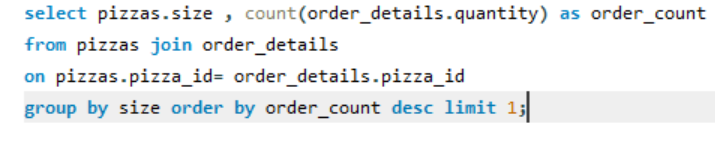 select pizzas.size , count(order_details.quantity) as order_count
from pizzas join order_details
on pizzas.pizza_id= order_details.pizza_id
group by size order by order_count desc limit 1;